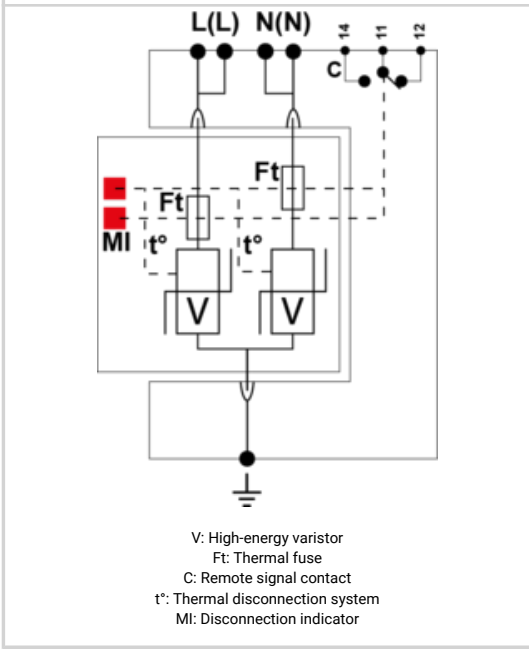 L(L) N(N) 14 11 12
C
Ft
Ft
MI t° t°
V V
V: High-energy varistor
Ft: Thermal fuse
C: Remote signal contact
t°: Thermal disconnection system
MI: Disconnection indicator